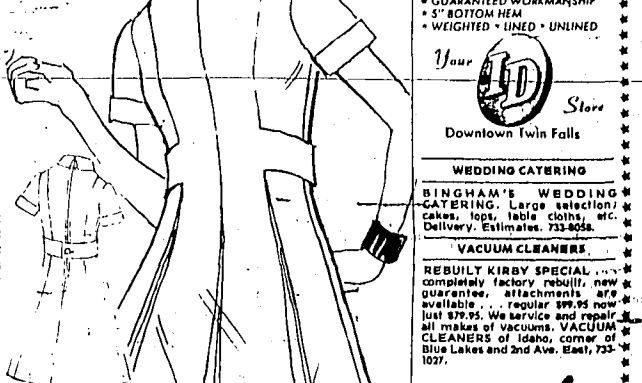 * GUARANTEED WORKMANSHIP
* 5" BOTTOM HEM
* WEIGHTED * LINED * UNLINED
Your
ID
Store
Downtown Twin Falls
WEDDING CATERING
BINGHAM'S WEDDING
CATERING. Large selection/
cakes, tops, table cloths, etc.
Delivery. Estimates. 733-8058.
VACUUM CLEANERS
REBUILT KIRBY SPECIAL ...
completely factory rebuilt, new
guarantee, attachments are
available . . . regular $99.95 now
just $79.95. We service and repair
all makes of vacuums. VACUUM
CLEANERS of Idaho, corner of
Blue Lakes and 2nd Ave. East, 733-
1027.